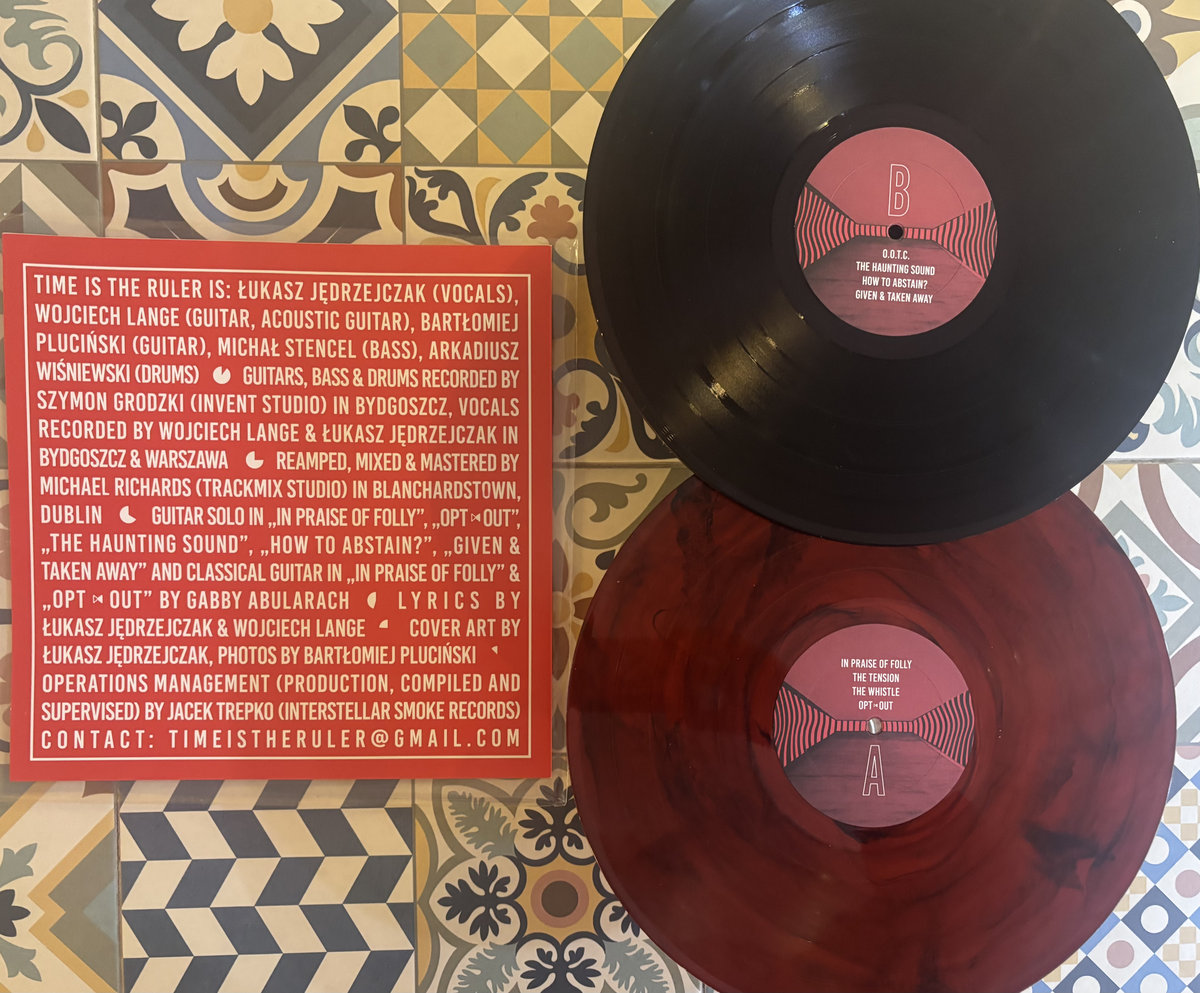 TIME IS THE RULER IS: ŁUKASZ JĘDRZEJCZAK (VOCALS),
WOJCIECH LANGE (GUITAR, ACOUSTIC GUITAR), BARTŁOMIEJ
PLUCIŃSKI (GUITAR), MICHAŁ STENCEL (BASS), ARKADIUSZ
WIŚNIEWSKI (DRUMS) GUITARS, BASS & DRUMS RECORDED BY
SZYMON GRODZKI (INVENT STUDIO) IN BYDGOSZCZ, VOCALS
RECORDED BY WOJCIECH LANGE & ŁUKASZ JĘDRZEJCZAK IN
BYDGOSZCZ & WARSZAWA REAMPED, MIXED & MASTERED BY
MICHAEL RICHARDS (TRACKMIX STUDIO) IN BLANCHARDSTOWN,
DUBLIN GUITAR SOLO IN „IN PRAISE OF FOLLY”, „OPT⧓OUT”,
„THE HAUNTING SOUND”, „HOW TO ABSTAIN?”, „GIVEN &
TAKEN AWAY” AND CLASSICAL GUITAR IN „IN PRAISE OF FOLLY” &
„OPT ⧓ OUT” BY GABBY ABULARACH LYRICS BY
ŁUKASZ JĘDRZEJCZAK & WOJCIECH LANGE COVER ART BY
ŁUKASZ JĘDRZEJCZAK, PHOTOS BY BARTŁOMIEJ PLUCIŃSKI
OPERATIONS MANAGEMENT (PRODUCTION, COMPILED AND
SUPERVISED) BY JACEK TREPKO (INTERSTELLAR SMOKE RECORDS)
CONTACT: TIMEISTHERULER@GMAIL.COM
B
O.O.T.C.
THE HAUNTING SOUND
HOW TO ABSTAIN?
GIVEN & TAKEN AWAY
IN PRAISE OF FOLLY
THE TENSION
THE WHISTLE
OPT⧓OUT
A